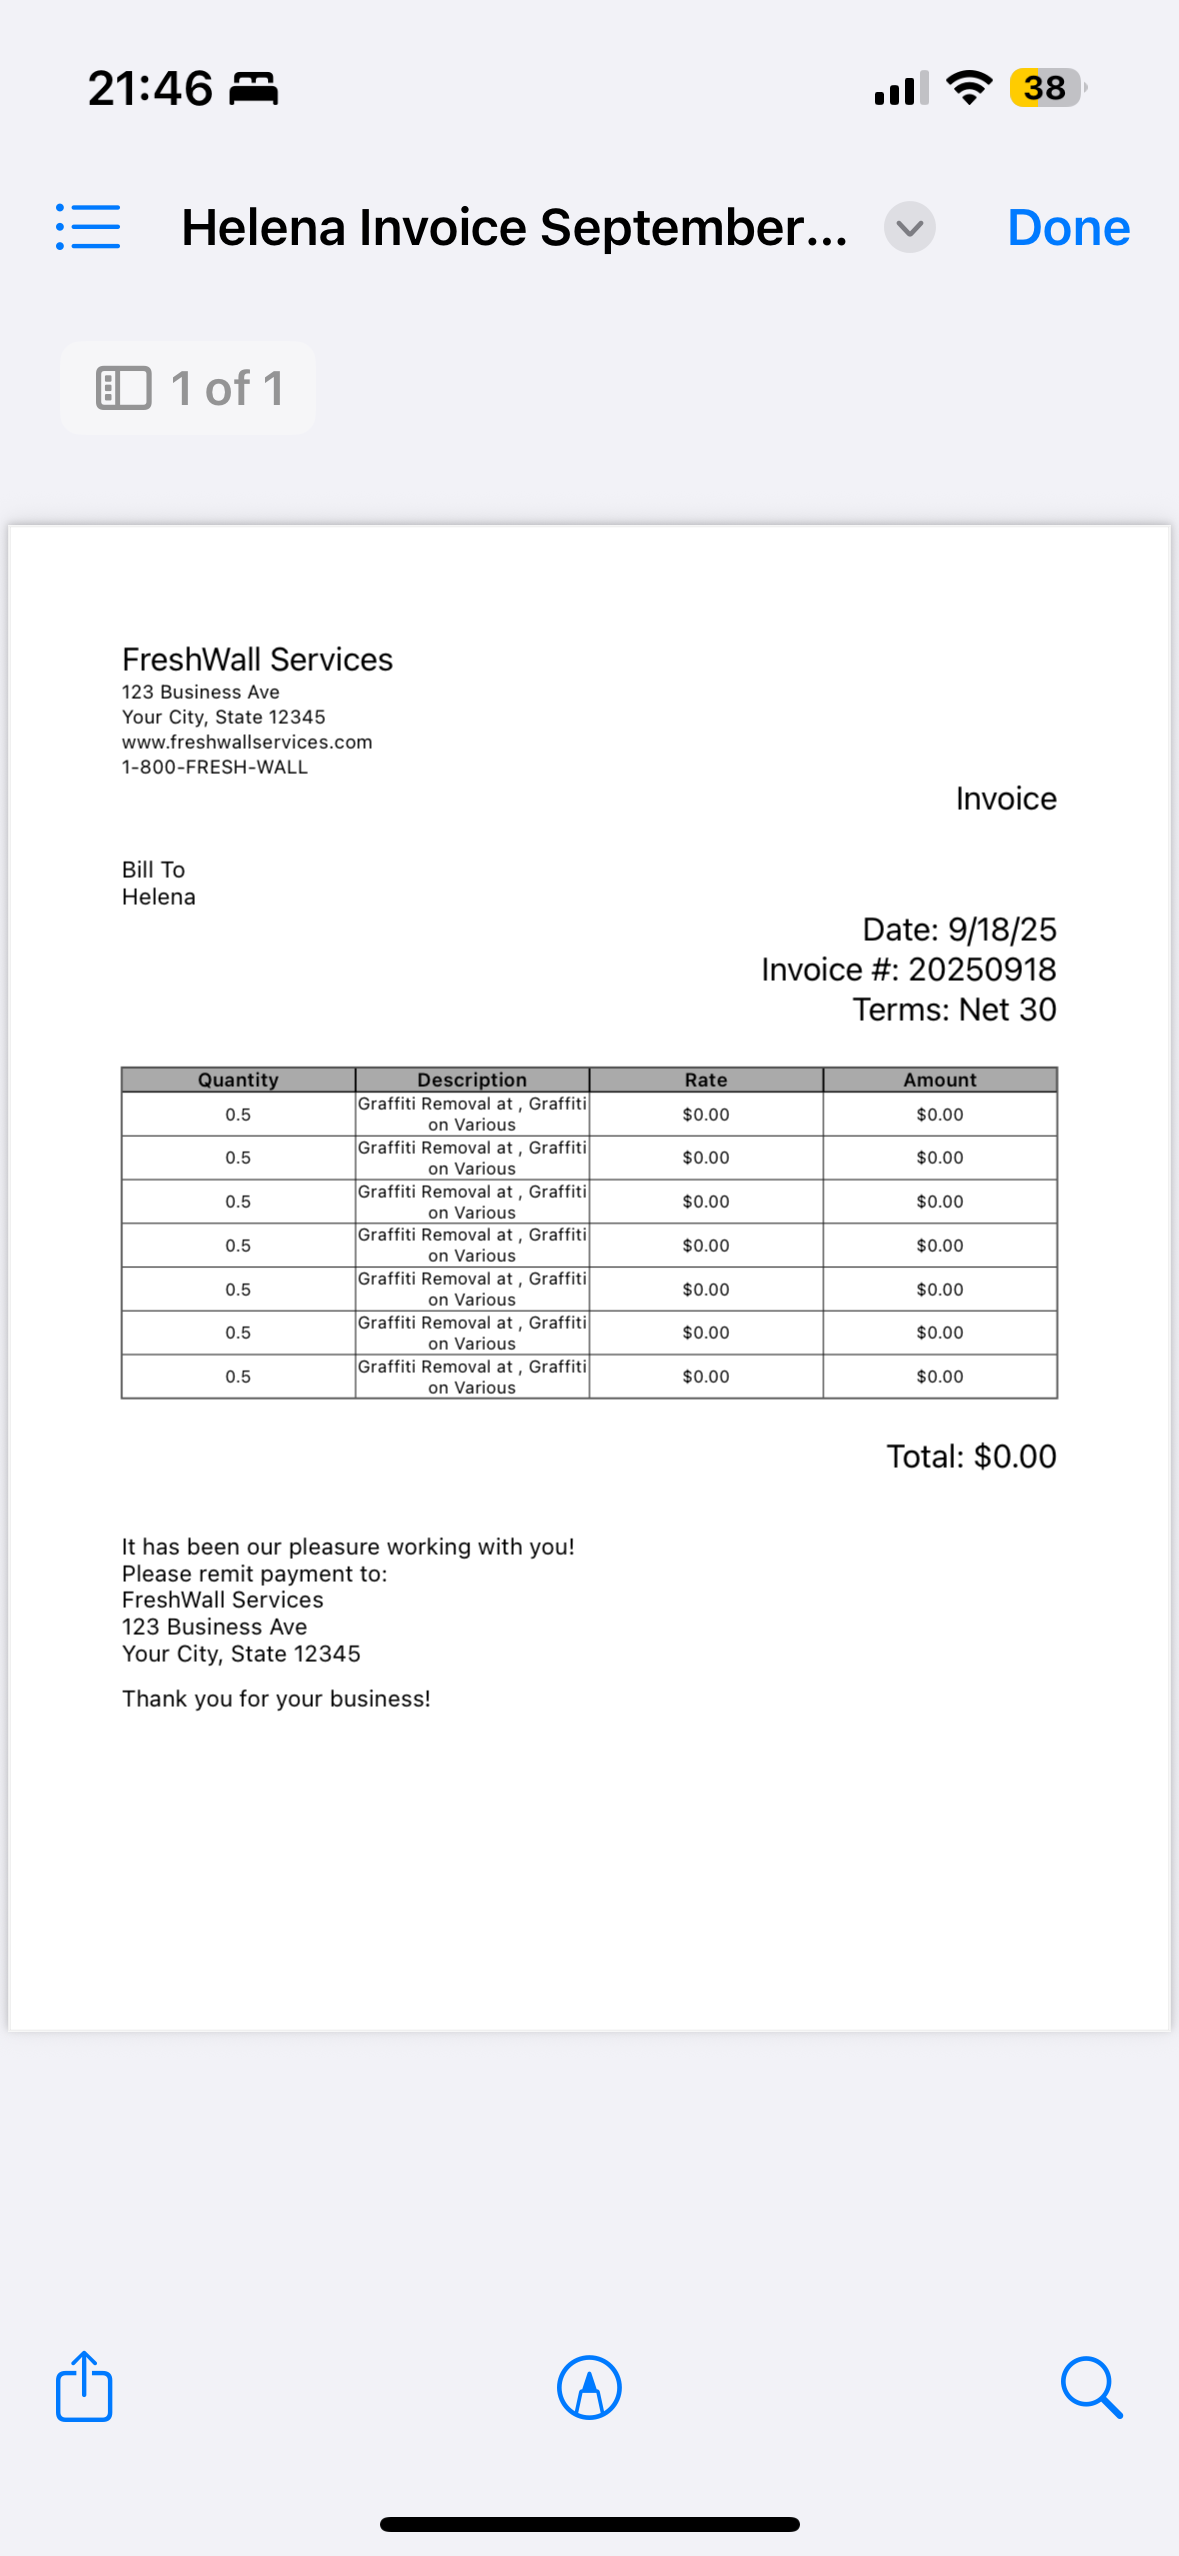 21:46
38
Helena Invoice September...
Done
1 of 1
FreshWall Services
123 Business Ave
Your City, State 12345
www.freshwallservices.com
1-800-FRESH-WALL
Invoice
Bill To
Helena
Date: 9/18/25
Invoice #: 20250918
Terms: Net 30
Quantity Description Rate Amount
0.5 Graffiti Removal at , Graffiti on Various $0.00 $0.00
0.5 Graffiti Removal at , Graffiti on Various $0.00 $0.00
0.5 Graffiti Removal at , Graffiti on Various $0.00 $0.00
0.5 Graffiti Removal at , Graffiti on Various $0.00 $0.00
0.5 Graffiti Removal at , Graffiti on Various $0.00 $0.00
0.5 Graffiti Removal at , Graffiti on Various $0.00 $0.00
0.5 Graffiti Removal at , Graffiti on Various $0.00 $0.00
Total: $0.00
It has been our pleasure working with you!
Please remit payment to:
FreshWall Services
123 Business Ave
Your City, State 12345
Thank you for your business!